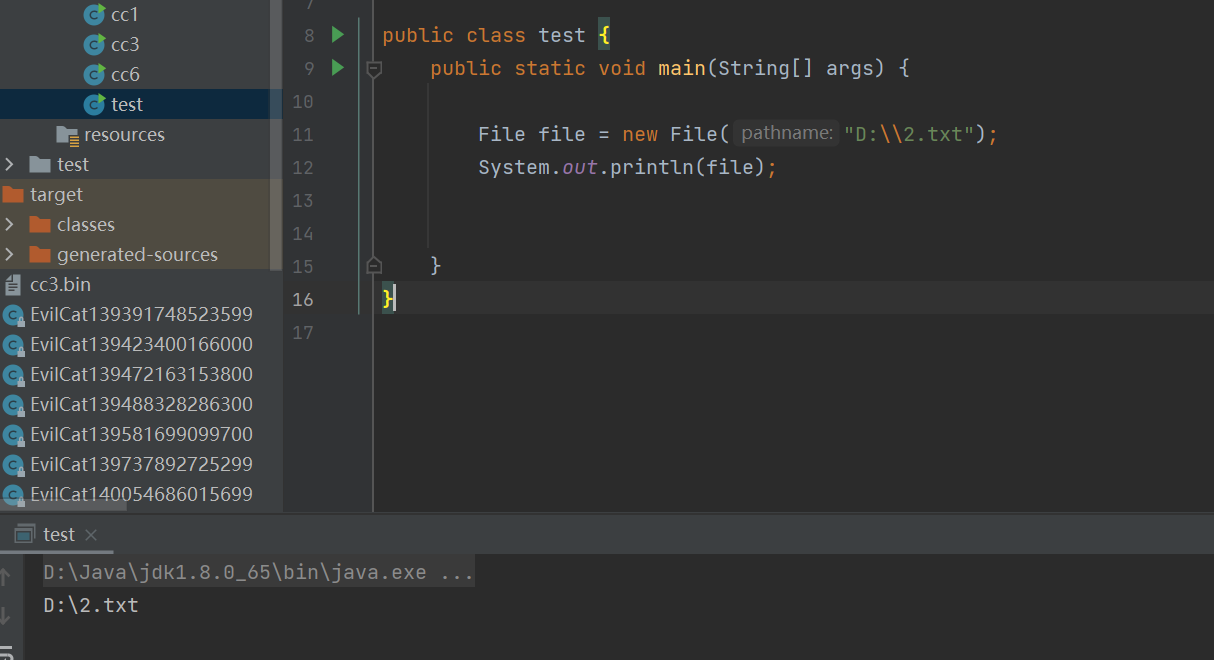 cc1
cc3
cc6
test
resources
test
target
classes
generated-sources
cc3.bin
EvilCat139391748523599
EvilCat139423400166000
EvilCat139472163153800
EvilCat139488328286300
EvilCat139581699099700
EvilCat139737892725299
EvilCat140054686015699
7
8 public class test {
9 public static void main(String[] args) {
10
11 File file = new File( pathname: "D:\\2.txt");
12 System.out.println(file);
13
14
15 }
16 }
17
test
D:\Java\jdk1.8.0_65\bin\java.exe ...
D:\2.txt